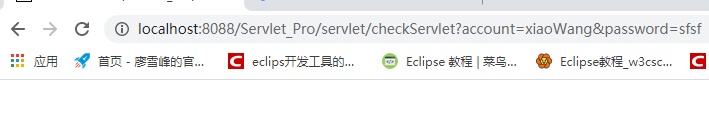 localhost:8088/Servlet_Pro/servlet/checkServlet?account=xiaoWang&password=sfsf
应用 首页 - 廖雪峰的官... eclips开发工具的... Eclipse 教程 | 菜鸟... Eclipse教程_w3csc...